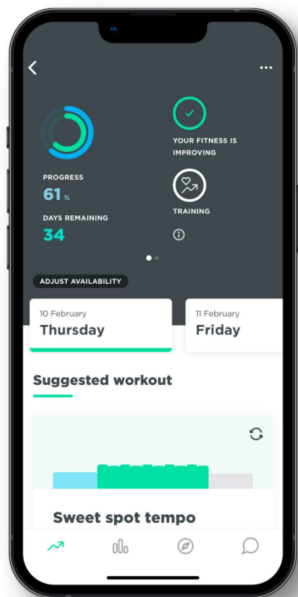 YOUR FITNESS IS
IMPROVING
PROGRESS
61 %
TRAINING
DAYS REMAINING
34
ADJUST AVAILABILITY
10 February
Thursday
11 February
Friday
Suggested workout
Sweet spot tempo